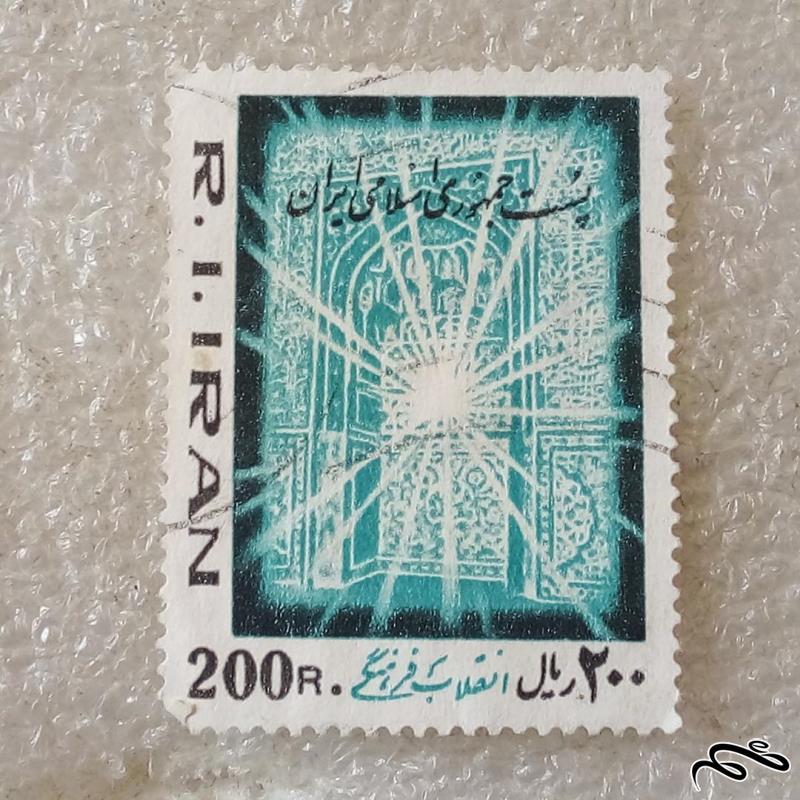 پست جمهوری اسلامی ایران
R.I.IRAN
200R. انقلاب فرهنگی ۲۰۰ ریال